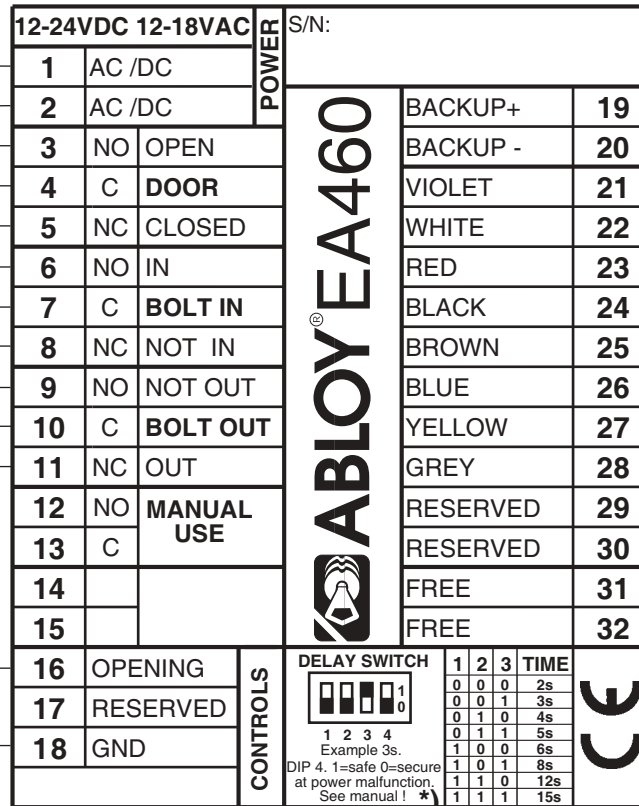 12-24VDC 12-18VAC
POWER
S/N:
1 AC /DC
2 AC /DC
3 NO OPEN
4 C DOOR
5 NC CLOSED
6 NO IN
7 C BOLT IN
8 NC NOT IN
9 NO NOT OUT
10 C BOLT OUT
11 NC OUT
12 NO MANUAL
13 C USE
14
15
16 OPENING
17 RESERVED
18 GND
CONTROLS
ABLOY® EA460
BACKUP+ 19
BACKUP - 20
VIOLET 21
WHITE 22
RED 23
BLACK 24
BROWN 25
BLUE 26
YELLOW 27
GREY 28
RESERVED 29
RESERVED 30
FREE 31
FREE 32
DELAY SWITCH
1
0
1 2 3 4
Example 3s.
DIP 4. 1=safe 0=secure
at power malfunction.
See manual ! *)
1 2 3 TIME
0 0 0 2s
0 0 1 3s
0 1 0 4s
0 1 1 5s
1 0 0 6s
1 0 1 8s
1 1 0 12s
1 1 1 15s
CE